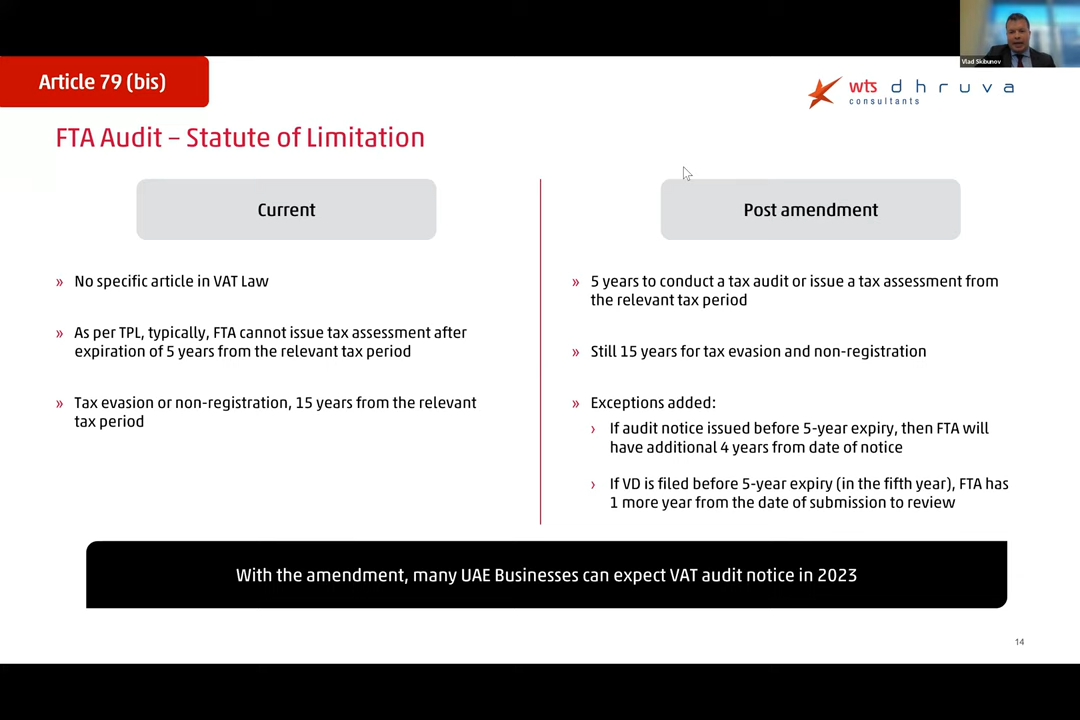 Vlad Skibunov
Article 79 (bis)
wts dhruva
consultants
FTA Audit – Statute of Limitation
Current
» No specific article in VAT Law
» As per TPL, typically, FTA cannot issue tax assessment after
expiration of 5 years from the relevant tax period
» Tax evasion or non-registration, 15 years from the relevant
tax period
Post amendment
» 5 years to conduct a tax audit or issue a tax assessment from
the relevant tax period
» Still 15 years for tax evasion and non-registration
» Exceptions added:
› If audit notice issued before 5-year expiry, then FTA will
have additional 4 years from date of notice
› If VD is filed before 5-year expiry (in the fifth year), FTA has
1 more year from the date of submission to review
With the amendment, many UAE Businesses can expect VAT audit notice in 2023
14